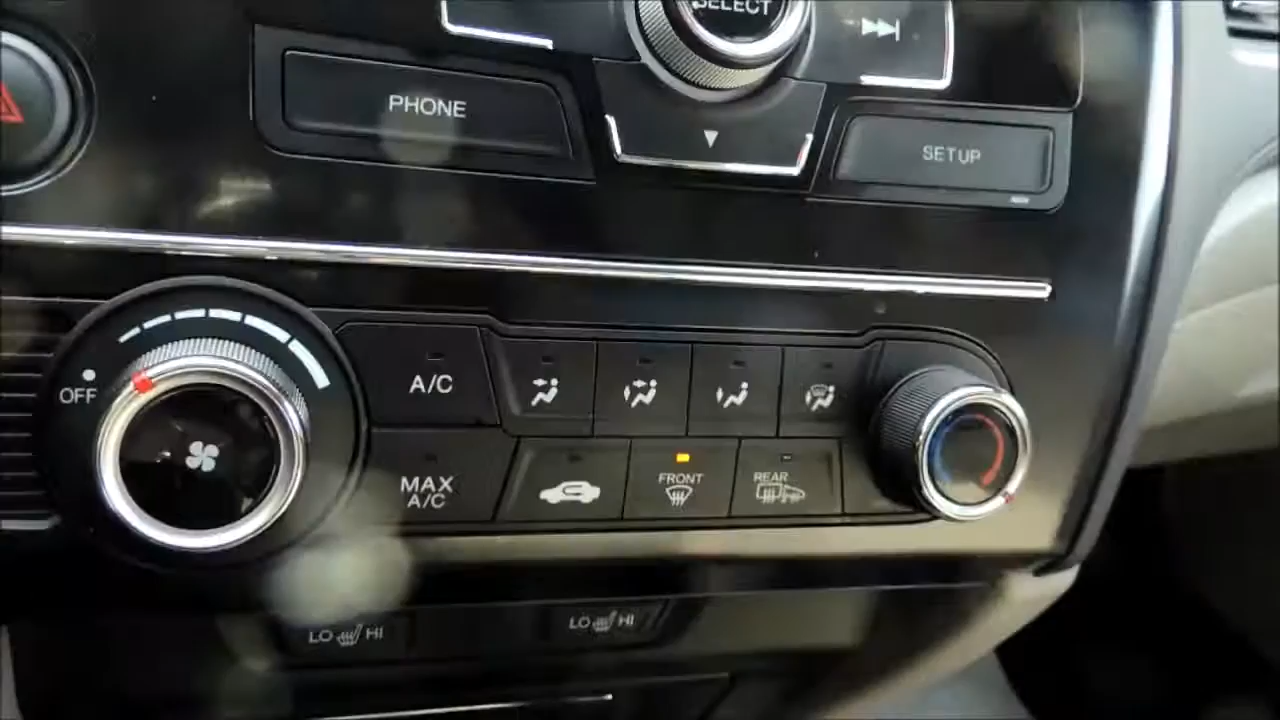 SELECT
PHONE
SETUP
OFF
A/C
MAX
A/C
FRONT
REAR
LO HI
LO HI